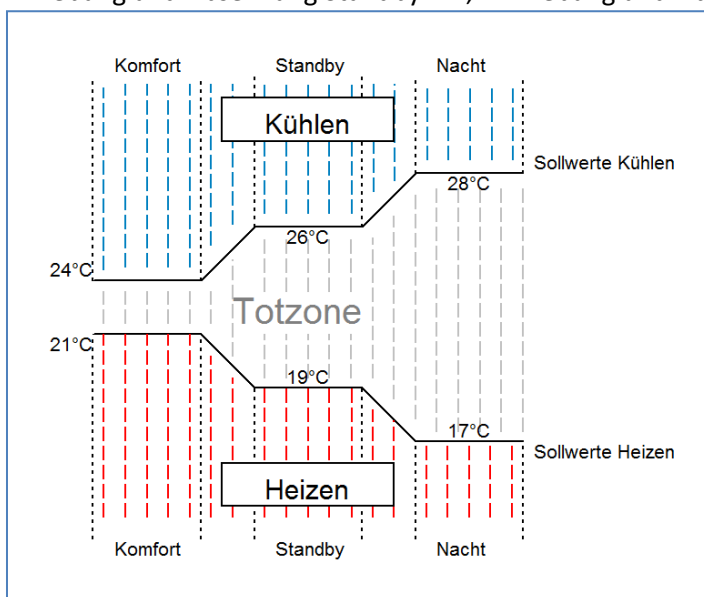 Komfort Standby Nacht
Kühlen
Sollwerte Kühlen
28°C
26°C
24°C
Totzone
21°C
19°C
17°C
Sollwerte Heizen
Heizen
Komfort Standby Nacht